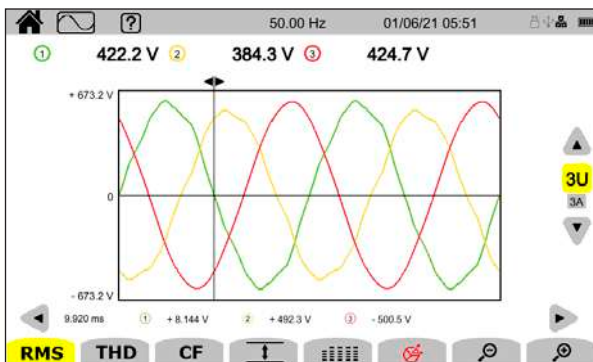 ? 50.00 Hz 01/06/21 05:51
1 422.2 V 2 384.3 V 3 424.7 V
+ 673.2 V
0
- 673.2 V
3U
3A
9.920 ms 1 + 8.144 V 2 + 492.3 V 3 - 500.5 V
RMS THD CF